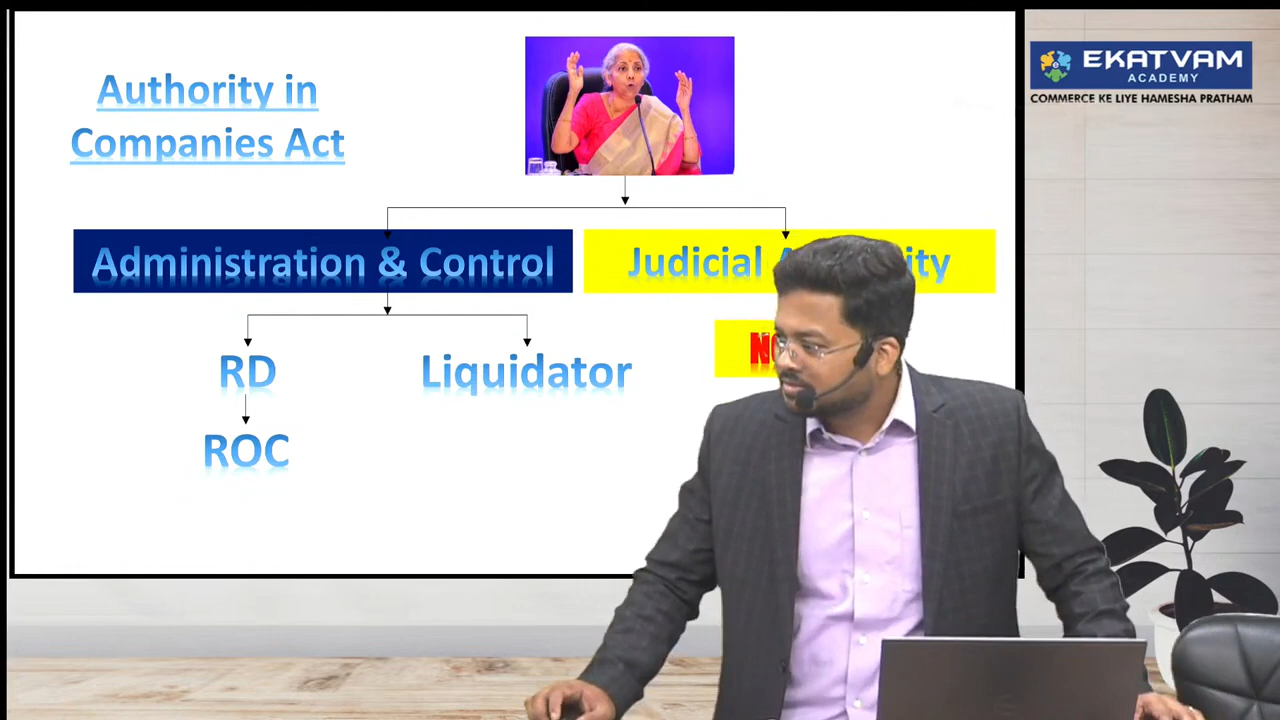 Authority in
Companies Act
EKATVAM
ACADEMY
COMMERCE KE LIYE HAMESHA PRATHAM
Administration & Control
Judicial
RD
Liquidator
ROC